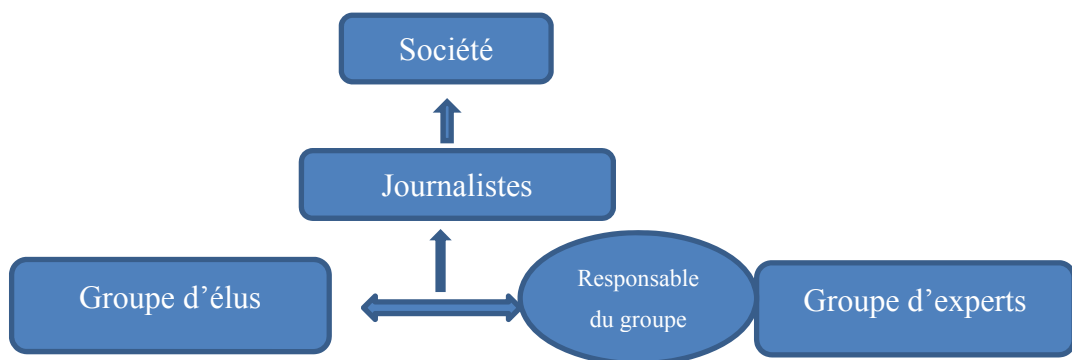 Société
Journalistes
Groupe d’élus
Responsable
du groupe
Groupe d’experts